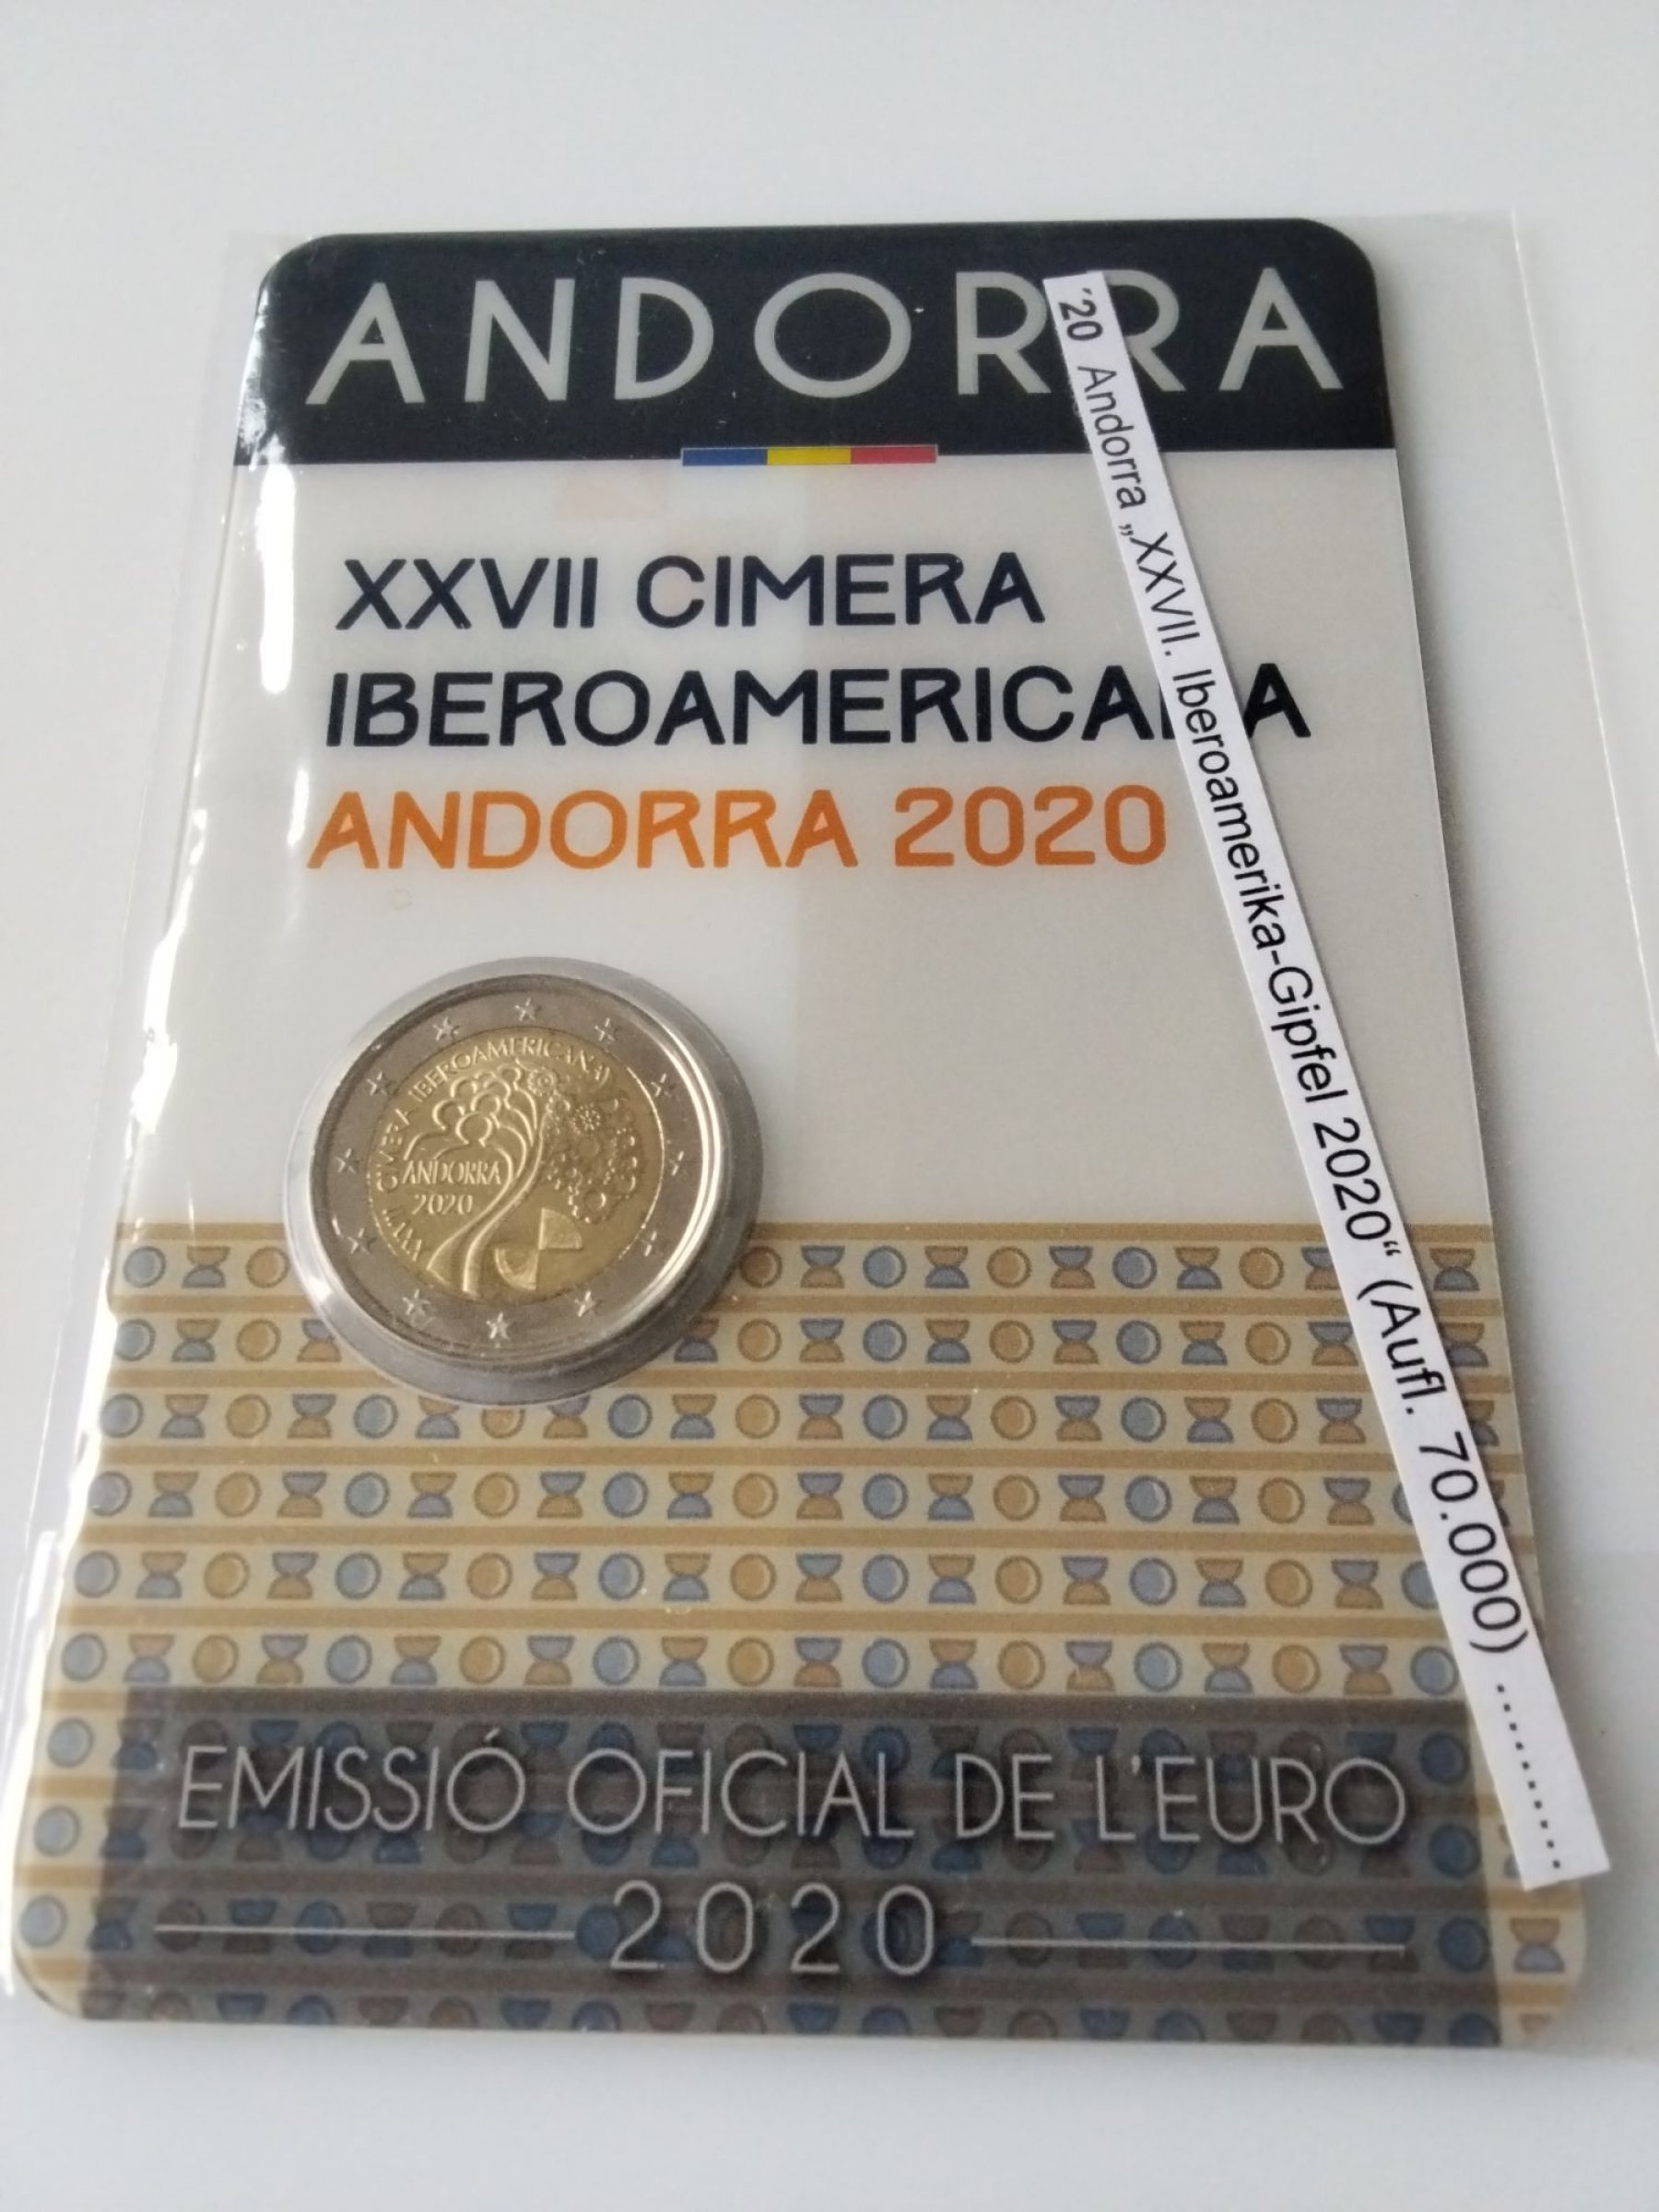 ANDORRA
XXVII CIMERA
IBEROAMERICANA
ANDORRA 2020
'20 Andorra „XXVII. Iberoamerika-Gipfel 2020“ (Aufl. 70.000) ..........
XXVII CIMERA IBEROAMERICANA
ANDORRA
2020
EMISSIÓ OFICIAL DE L'EURO
2020